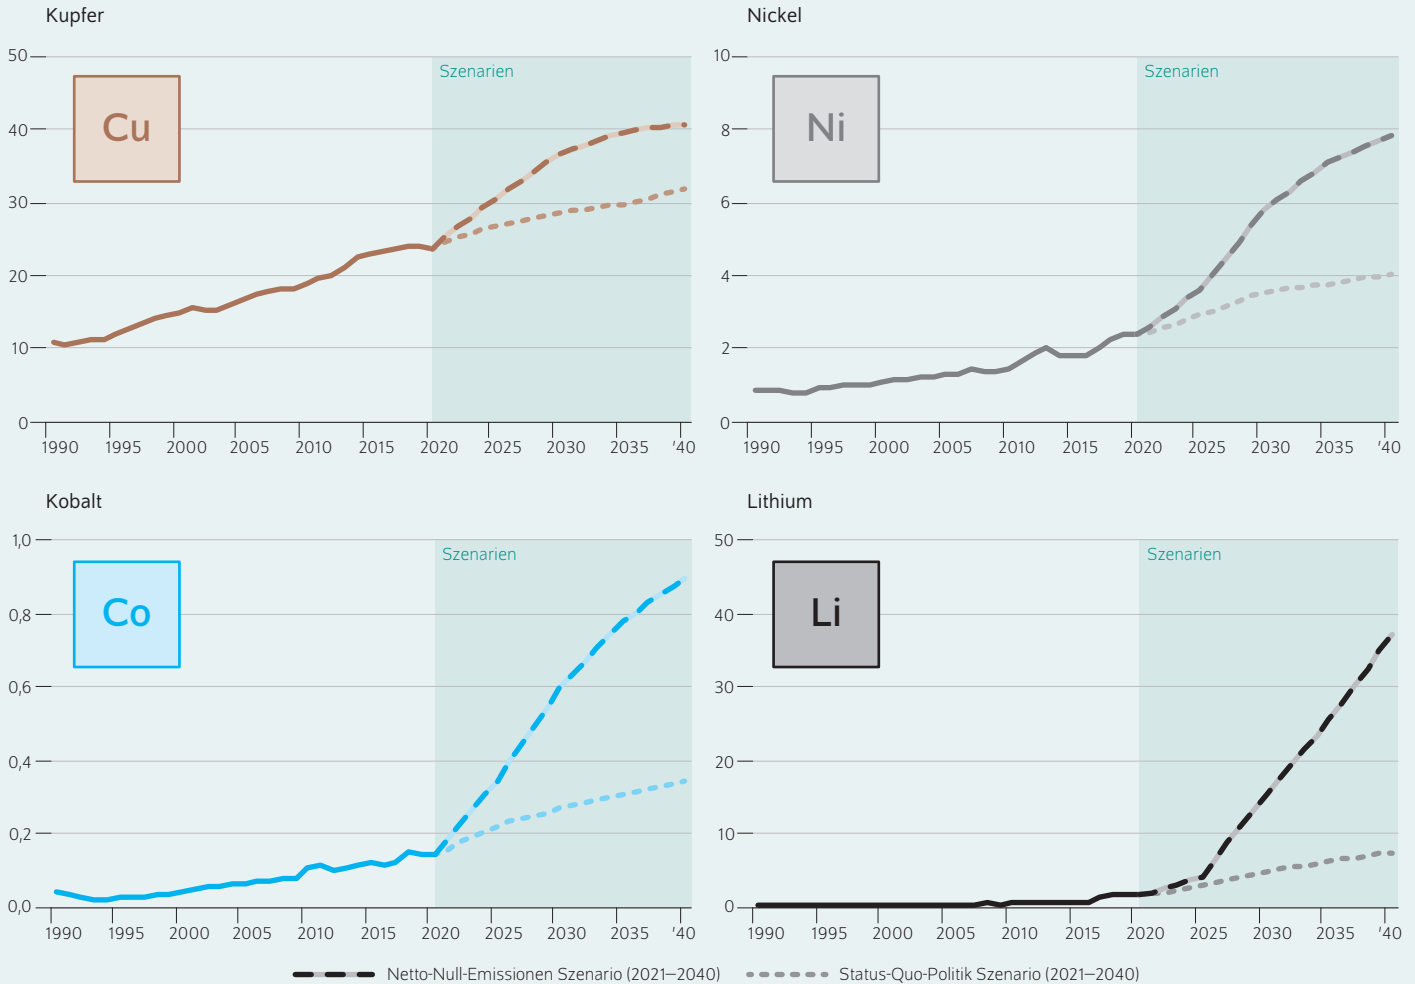 Kupfer
50
40
30
20
10
0
Cu
Szenarien
1990 1995 2000 2005 2010 2015 2020 2025 2030 2035 '40
Nickel
10
8
6
4
2
0
Ni
Szenarien
1990 1995 2000 2005 2010 2015 2020 2025 2030 2035 '40
Kobalt
1,0
0,8
0,6
0,4
0,2
0,0
Co
Szenarien
1990 1995 2000 2005 2010 2015 2020 2025 2030 2035 '40
Lithium
50
40
30
20
10
0
Li
Szenarien
1990 1995 2000 2005 2010 2015 2020 2025 2030 2035 '40
Netto-Null-Emissionen Szenario (2021–2040)
Status-Quo-Politik Szenario (2021–2040)